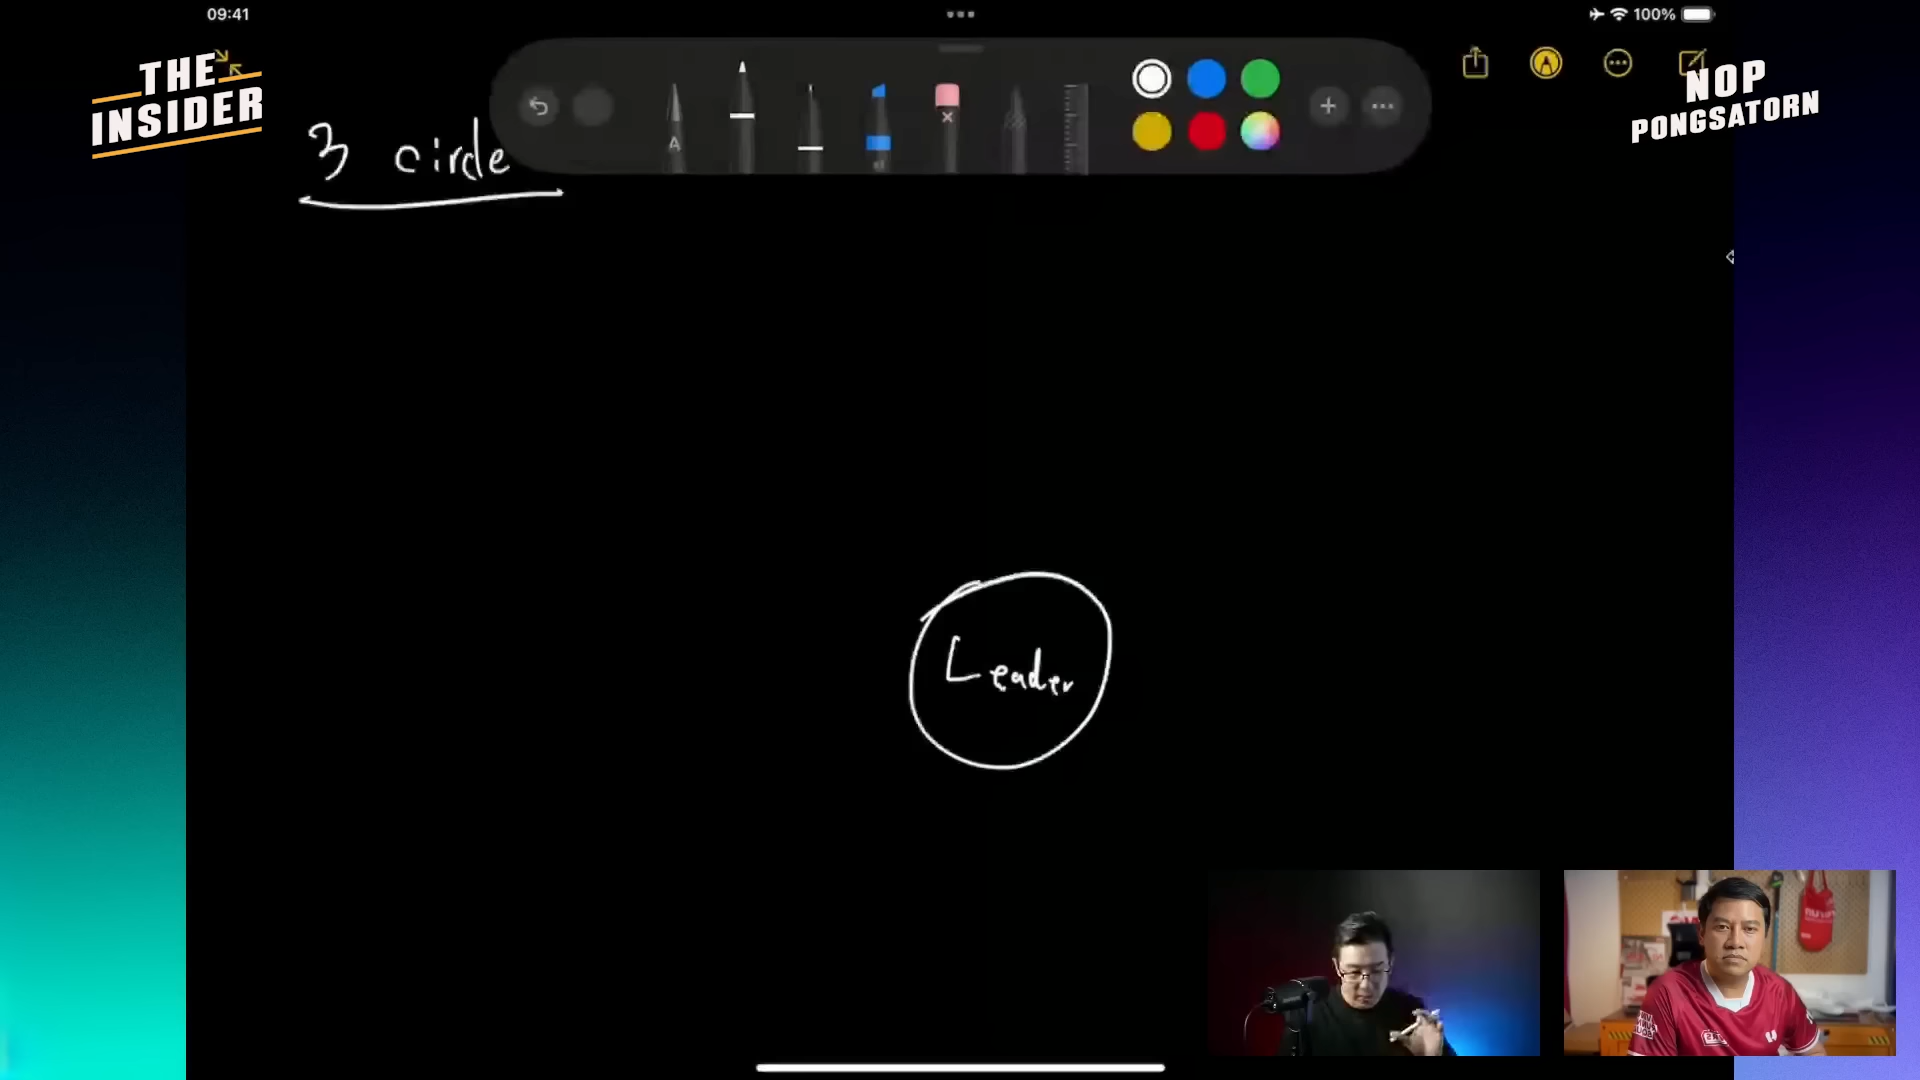 09:41
100%
THE
INSIDER
NOP
PONGSATORN
A
3 circle
Leader